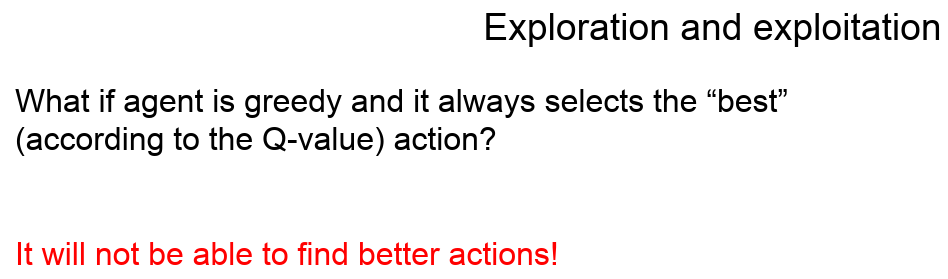 Exploration and exploitation
What if agent is greedy and it always selects the “best”
(according to the Q-value) action?
It will not be able to find better actions!